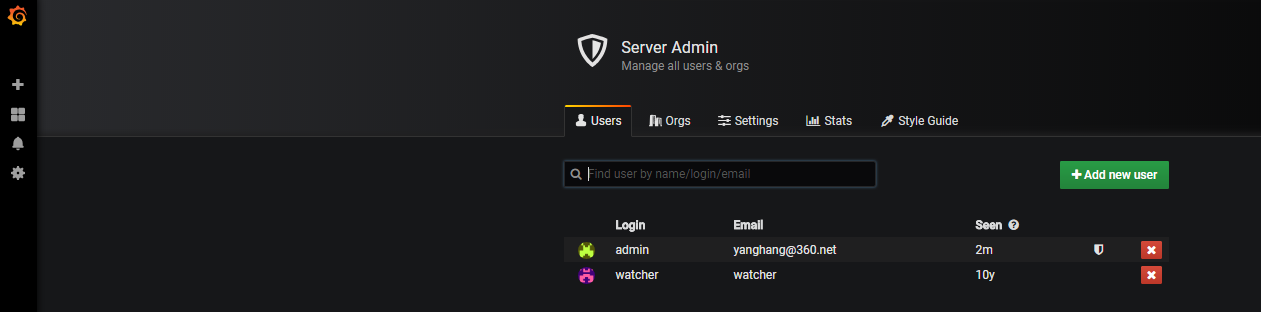 Server Admin
Manage all users & orgs
Users Orgs Settings Stats Style Guide
Find user by name/login/email
Add new user
Login Email Seen
admin yanghang@360.net 2m
watcher watcher 10y